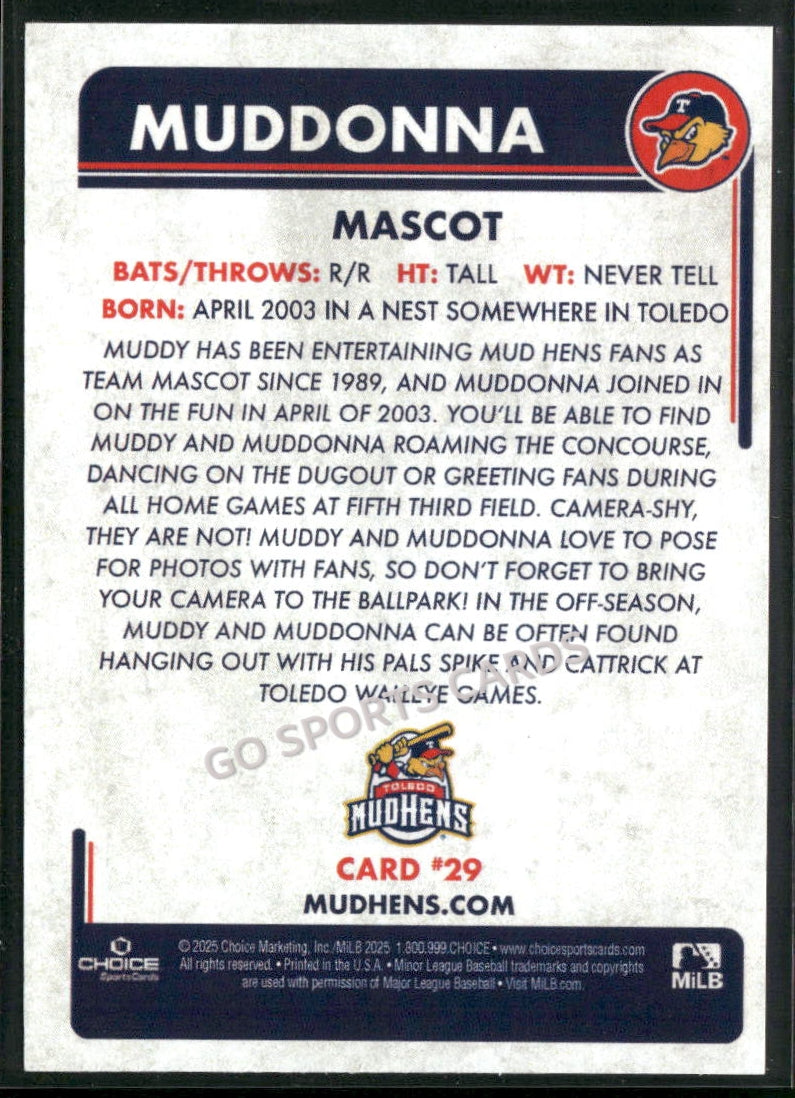 MUDDONNA
T
MASCOT
BATS/THROWS: R/R HT: TALL WT: NEVER TELL
BORN: APRIL 2003 IN A NEST SOMEWHERE IN TOLEDO
MUDDY HAS BEEN ENTERTAINING MUD HENS FANS AS
TEAM MASCOT SINCE 1989, AND MUDDONNA JOINED IN
ON THE FUN IN APRIL OF 2003. YOU'LL BE ABLE TO FIND
MUDDY AND MUDDONNA ROAMING THE CONCOURSE,
DANCING ON THE DUGOUT OR GREETING FANS DURING
ALL HOME GAMES AT FIFTH THIRD FIELD. CAMERA-SHY,
THEY ARE NOT! MUDDY AND MUDDONNA LOVE TO POSE
FOR PHOTOS WITH FANS, SO DON'T FORGET TO BRING
YOUR CAMERA TO THE BALLPARK! IN THE OFF-SEASON,
MUDDY AND MUDDONNA CAN BE OFTEN FOUND
HANGING OUT WITH HIS PALS SPIKE AND CATTRICK AT
TOLEDO WALLEYE GAMES.
GO SPORTS CARDS
T
TOLEDO
MUDHENS
CARD #29
MUDHENS.COM
CHOICE
SportsCards
© 2025 Choice Marketing, Inc./MiLB 2025 1.800.999.CHOICE • www.choicesportscards.com
All rights reserved. • Printed in the U.S.A. • Minor League Baseball trademarks and copyrights
are used with permission of Major League Baseball • Visit MiLB.com.
MiLB